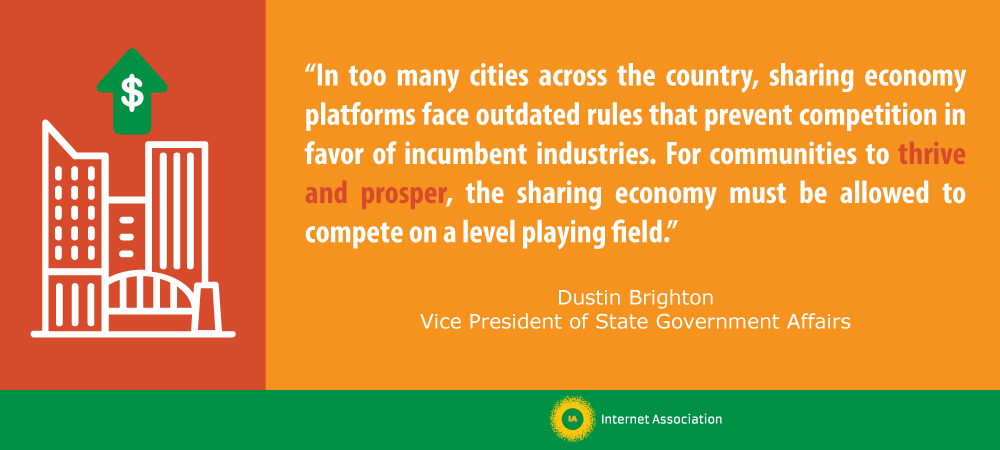 $
“In too many cities across the country, sharing economy
platforms face outdated rules that prevent competition in
favor of incumbent industries. For communities to thrive
and prosper, the sharing economy must be allowed to
compete on a level playing field.”
Dustin Brighton
Vice President of State Government Affairs
IA
Internet Association